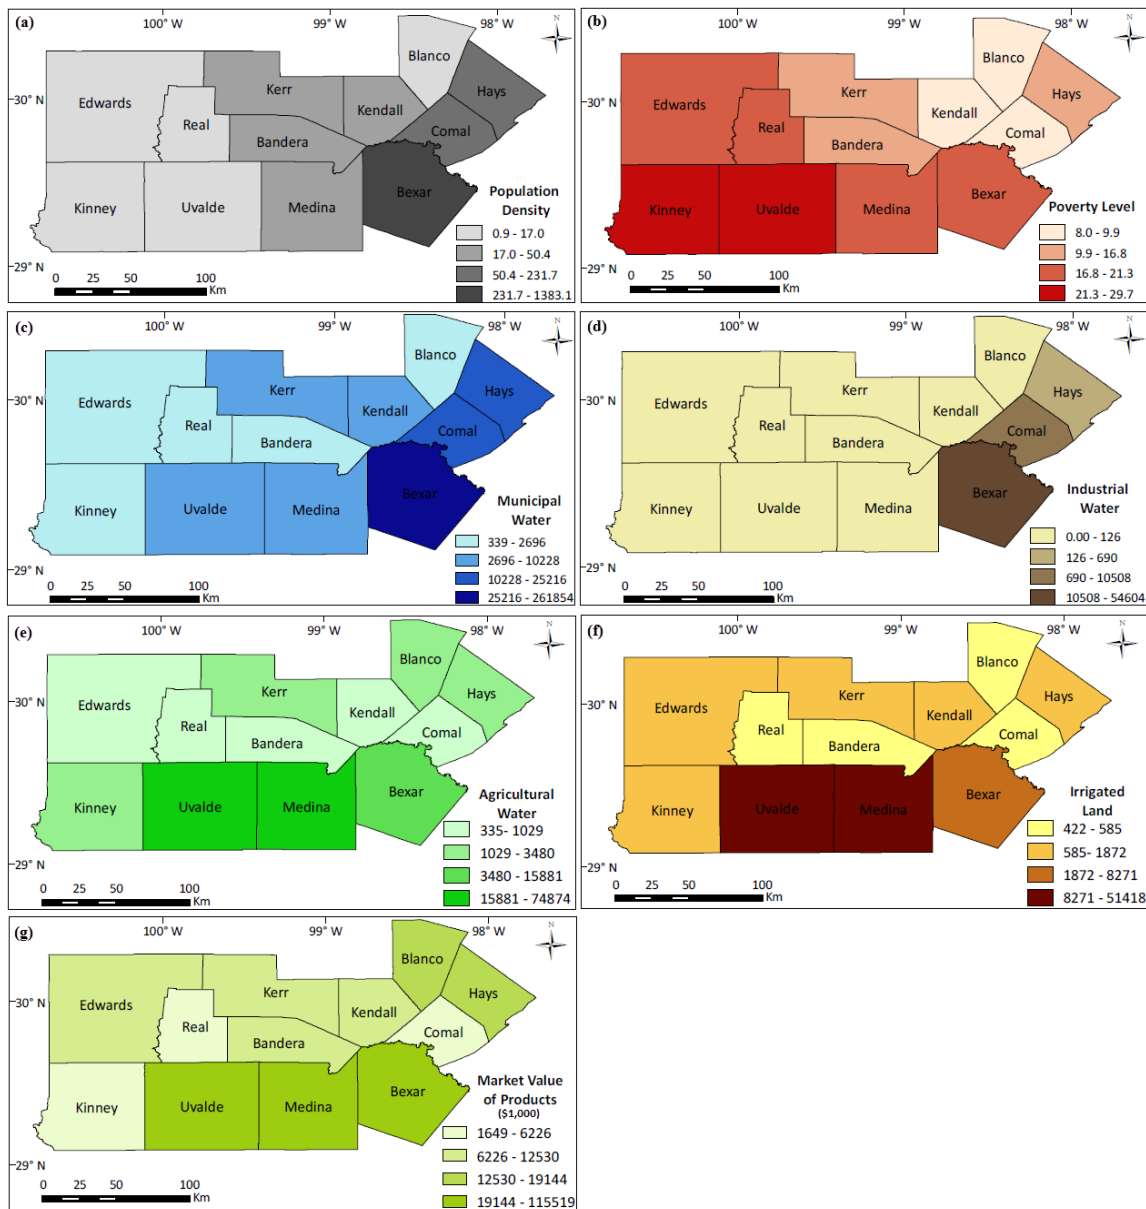 (a)
100° W
99° W
98° W
N
30° N
29° N
Edwards
Real
Kerr
Bandera
Kendall
Blanco
Hays
Comal
Bexar
Kinney
Uvalde
Medina
Population
Density
0.9 - 17.0
17.0 - 50.4
50.4 - 231.7
231.7 - 1383.1
0 25 50 100
Km
(b)
100° W
99° W
98° W
N
30° N
29° N
Edwards
Real
Kerr
Bandera
Kendall
Blanco
Hays
Comal
Bexar
Kinney
Uvalde
Medina
Poverty Level
8.0 - 9.9
9.9 - 16.8
16.8 - 21.3
21.3 - 29.7
0 25 50 100
Km
(c)
100° W
99° W
98° W
N
30° N
29° N
Edwards
Real
Kerr
Bandera
Kendall
Blanco
Hays
Comal
Bexar
Kinney
Uvalde
Medina
Municipal
Water
339 - 2696
2696 - 10228
10228 - 25216
25216 - 261854
0 25 50 100
Km
(d)
100° W
99° W
98° W
N
30° N
29° N
Edwards
Real
Kerr
Bandera
Kendall
Blanco
Hays
Comal
Bexar
Kinney
Uvalde
Medina
Industrial
Water
0.00 - 126
126 - 690
690 - 10508
10508 - 54604
0 25 50 100
Km
(e)
100° W
99° W
98° W
N
30° N
29° N
Edwards
Real
Kerr
Bandera
Kendall
Blanco
Hays
Comal
Bexar
Kinney
Uvalde
Medina
Agricultural
Water
335- 1029
1029 - 3480
3480 - 15881
15881 - 74874
0 25 50 100
Km
(f)
100° W
99° W
98° W
N
30° N
29° N
Edwards
Real
Kerr
Bandera
Kendall
Blanco
Hays
Comal
Bexar
Kinney
Uvalde
Medina
Irrigated
Land
422 - 585
585- 1872
1872 - 8271
8271 - 51418
0 25 50 100
Km
(g)
100° W
99° W
98° W
N
30° N
29° N
Edwards
Real
Kerr
Bandera
Kendall
Blanco
Hays
Comal
Bexar
Kinney
Uvalde
Medina
Market Value
of Products
($1,000)
1649 - 6226
6226 - 12530
12530 - 19144
19144 - 115519
0 25 50 100
Km